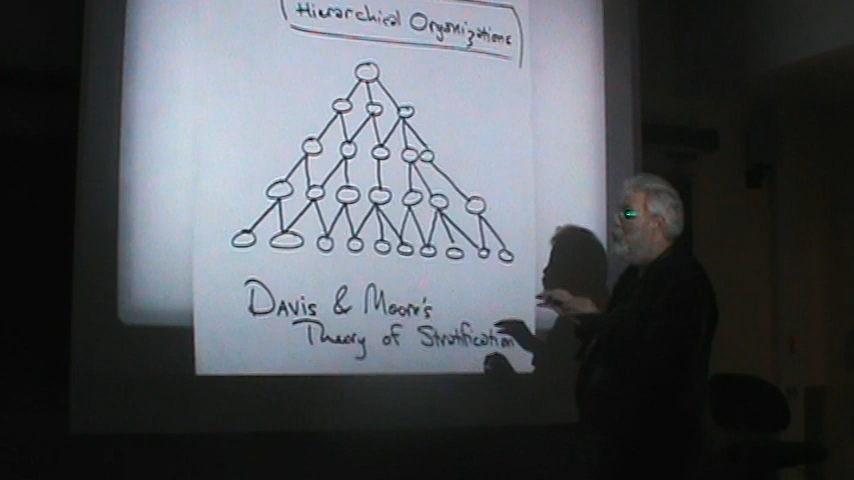 Hierarchical Organizations
Davis & Moore's
Theory of Stratification